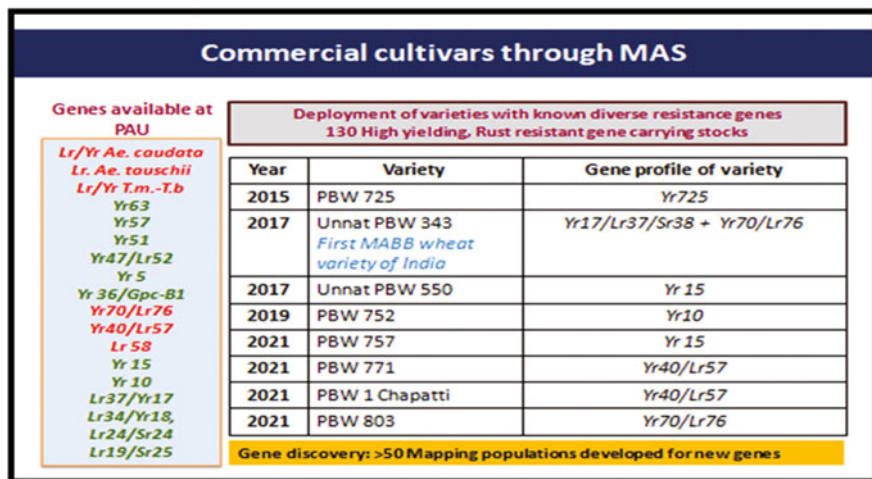 Commercial cultivars through MAS
Genes available at
PAU
Lr/Yr Ae. caudata
Lr. Ae. tauschii
Lr/Yr T.m.-T.b
Yr63
Yr57
Yr51
Yr47/Lr52
Yr 5
Yr 36/Gpc-B1
Yr70/Lr76
Yr40/Lr57
Lr 58
Yr 15
Yr 10
Lr37/Yr17
Lr34/Yr18,
Lr24/Sr24
Lr19/Sr25
Deployment of varieties with known diverse resistance genes
130 High yielding, Rust resistant gene carrying stocks
Year Variety Gene profile of variety
2015 PBW 725 Yr725
2017 Unnat PBW 343 Yr17/Lr37/Sr38 + Yr70/Lr76
First MABB wheat
variety of India
2017 Unnat PBW 550 Yr 15
2019 PBW 752 Yr10
2021 PBW 757 Yr 15
2021 PBW 771 Yr40/Lr57
2021 PBW 1 Chapatti Yr40/Lr57
2021 PBW 803 Yr70/Lr76
Gene discovery: >50 Mapping populations developed for new genes